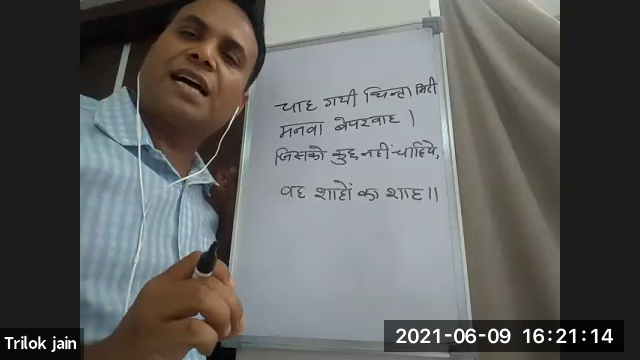 चाह गयी चिन्ता मिटी
मनवा बेपरवाह ।
जिसको कुछ नहीं चाहिये,
वह शाहों का शाह ॥
Trilok jain
2021-06-09 16:21:14